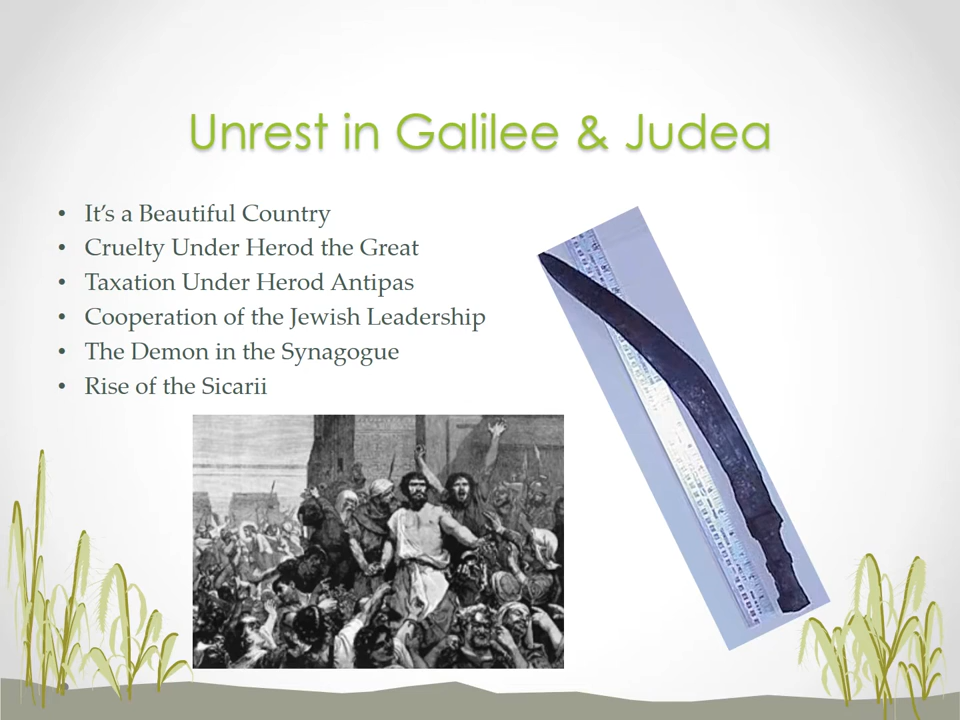 Unrest in Galilee & Judea
• It’s a Beautiful Country
• Cruelty Under Herod the Great
• Taxation Under Herod Antipas
• Cooperation of the Jewish Leadership
• The Demon in the Synagogue
• Rise of the Sicarii